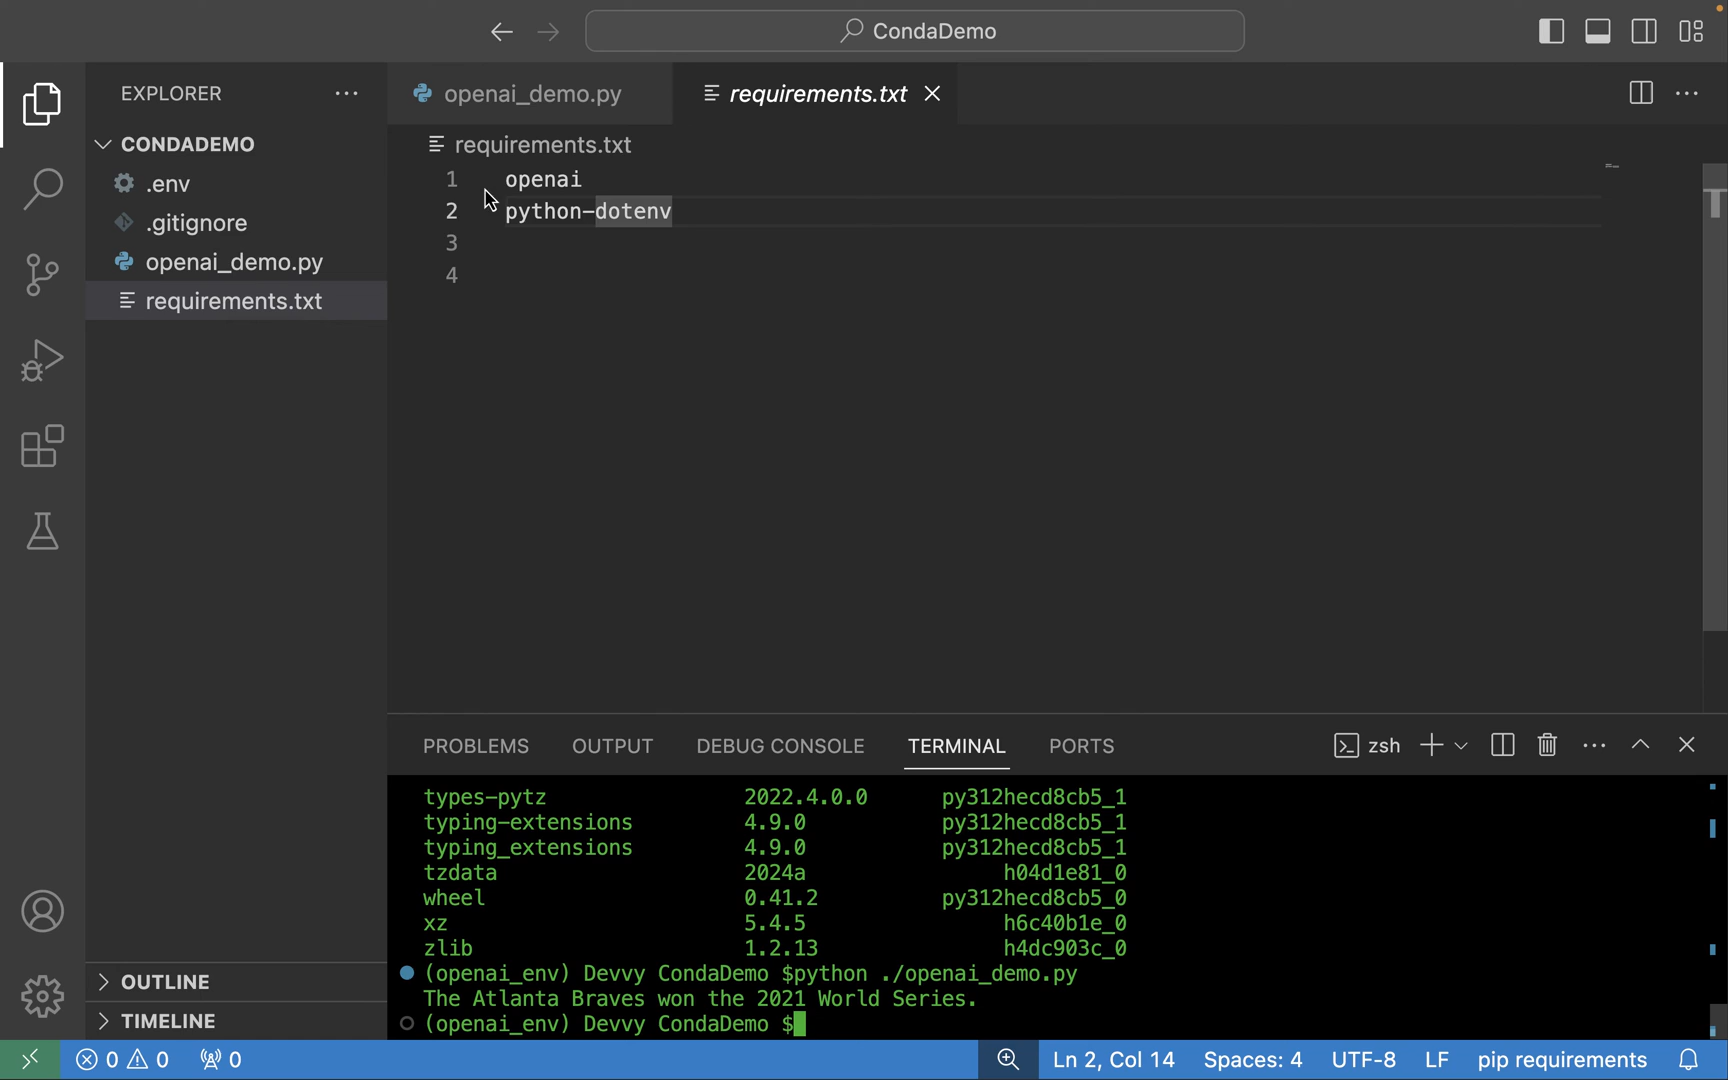 CondaDemo
EXPLORER
openai_demo.py
requirements.txt
CONDADEMO
requirements.txt
.env
.gitignore
openai_demo.py
requirements.txt
1 openai
2 python-dotenv
3
4
PROBLEMS OUTPUT DEBUG CONSOLE TERMINAL PORTS
zsh
types-pytz 2022.4.0.0 py312hecd8cb5_1
typing-extensions 4.9.0 py312hecd8cb5_1
typing_extensions 4.9.0 py312hecd8cb5_1
tzdata 2024a h04d1e81_0
wheel 0.41.2 py312hecd8cb5_0
xz 5.4.5 h6c40b1e_0
zlib 1.2.13 h4dc903c_0
(openai_env) Devvy CondaDemo $python ./openai_demo.py
The Atlanta Braves won the 2021 World Series.
(openai_env) Devvy CondaDemo $
OUTLINE
TIMELINE
0 0 0
Ln 2, Col 14 Spaces: 4 UTF-8 LF pip requirements